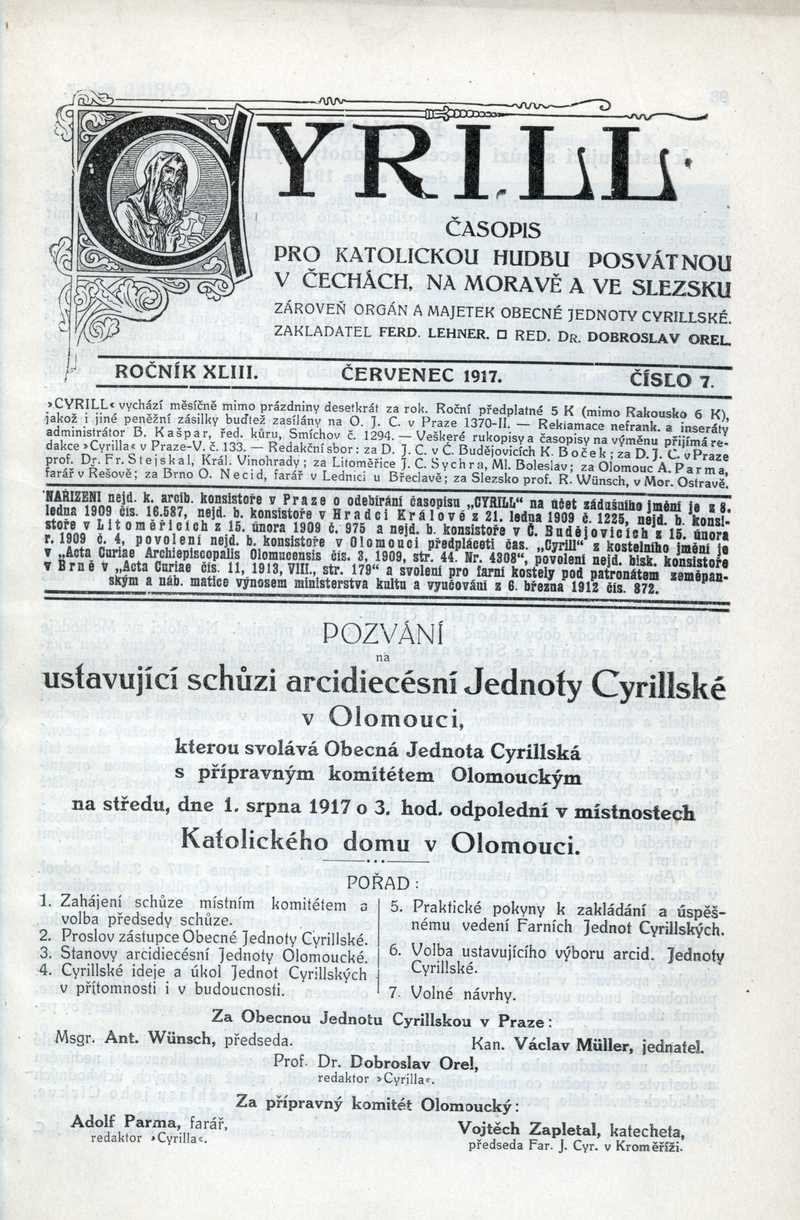 CYRILL
ČASOPIS
PRO KATOLICKOU HUDBU POSVÁTNOU
V ČECHÁCH, NA MORAVĚ A VE SLEZSKU
ZÁROVEŇ ORGÁN A MAJETEK OBECNÉ JEDNOTY CYRILLSKÉ.
ZAKLADATEL FERD. LEHNER. □ RED. DR. DOBROSLAV OREL.
ROČNÍK XLIII. ČERVENEC 1917. ČÍSLO 7.
›CYRILL‹ vychází měsíčně mimo prázdniny desetkrát za rok. Roční předplatné 5 K (mimo Rakousko 6 K),
jakož i jiné peněžní zásilky buďtež zasílány na O. J. C. v Praze 1370-II. — Reklamace nefrank. a inseráty
administrátor B. Kašpar, řed. kůru, Smíchov č. 1294. — Veškeré rukopisy a časopisy na výměnu přijímá re-
dakce ›Cyrilla‹ v Praze-V. č. 133. — Redakční sbor: za D. J. C. v Č. Budějovicích K. Boček; za D. J. C. v Praze
prof. Dr. Fr. Stejskal, Král. Vinohrady; za Litoměřice J. C. Sychra, Ml. Boleslav; za Olomouc A. Parma,
farář v Řešově; za Brno O. Necid, farář v Lednici u Břeclavě; za Slezsko prof. R. Wünsch, v Mor. Ostravě.
NAŘÍZENÍ nejd. k. arcib. konsistoře v Praze o odebírání časopisu „CYRILL“ na účet zádušního jmění je z 8.
ledna 1909 čís. 16.587, nejd. b. konsistoře v Hradci Králové z 21. ledna 1909 č. 1225, nejd. b. konsi-
stoře v Litoměřicích z 15. února 1909 č. 975 a nejd. b. konsistoře v Č. Budějovicích z 15. února
r. 1909 č. 4, povolení nejd. b. konsistoře v Olomouci předpláceti čas. „Cyrill“ z kostelního jmění je
v „Acta Curiae Archiepiscopalis Olomucensis čís. 3, 1909, str. 44. Nr. 4308“, povolení nejd. bisk. konsistoře
v Brně v „Acta Curiae čís. 11, 1913, VIII., str. 179“ a svolení pro farní kostely pod patronátem zeměpan-
ským a náb. matice výnosem ministerstva kultu a vyučování z 6. března 1912 čís. 872.
POZVÁNÍ
na
ustavující schůzi arcidiecésní Jednoty Cyrillské
v Olomouci,
kterou svolává Obecná Jednota Cyrillská
s přípravným komitétem Olomouckým
na středu, dne 1. srpna 1917 o 3. hod. odpolední v místnostech
Katolického domu v Olomouci.
POŘAD:
1. Zahájení schůze místním komitétem a
volba předsedy schůze.
2. Proslov zástupce Obecné Jednoty Cyrillské.
3. Stanovy arcidiecésní Jednoty Olomoucké.
4. Cyrillské ideje a úkol Jednot Cyrillských
v přítomnosti i v budoucnosti.
5. Praktické pokyny k zakládání a úspěš-
nému vedení Farních Jednot Cyrillských.
6. Volba ustavujícího výboru arcid. Jednoty
Cyrillské.
7. Volné návrhy.
Za Obecnou Jednotu Cyrillskou v Praze:
Msgr. Ant. Wünsch, předseda. Kan. Václav Müller, jednatel.
Prof. Dr. Dobroslav Orel,
redaktor ›Cyrilla‹.
Za přípravný komitét Olomoucký:
Adolf Parma, farář,
redaktor ›Cyrilla‹.
Vojtěch Zapletal, katecheta,
předseda Far. J. Cyr. v Kroměříži.